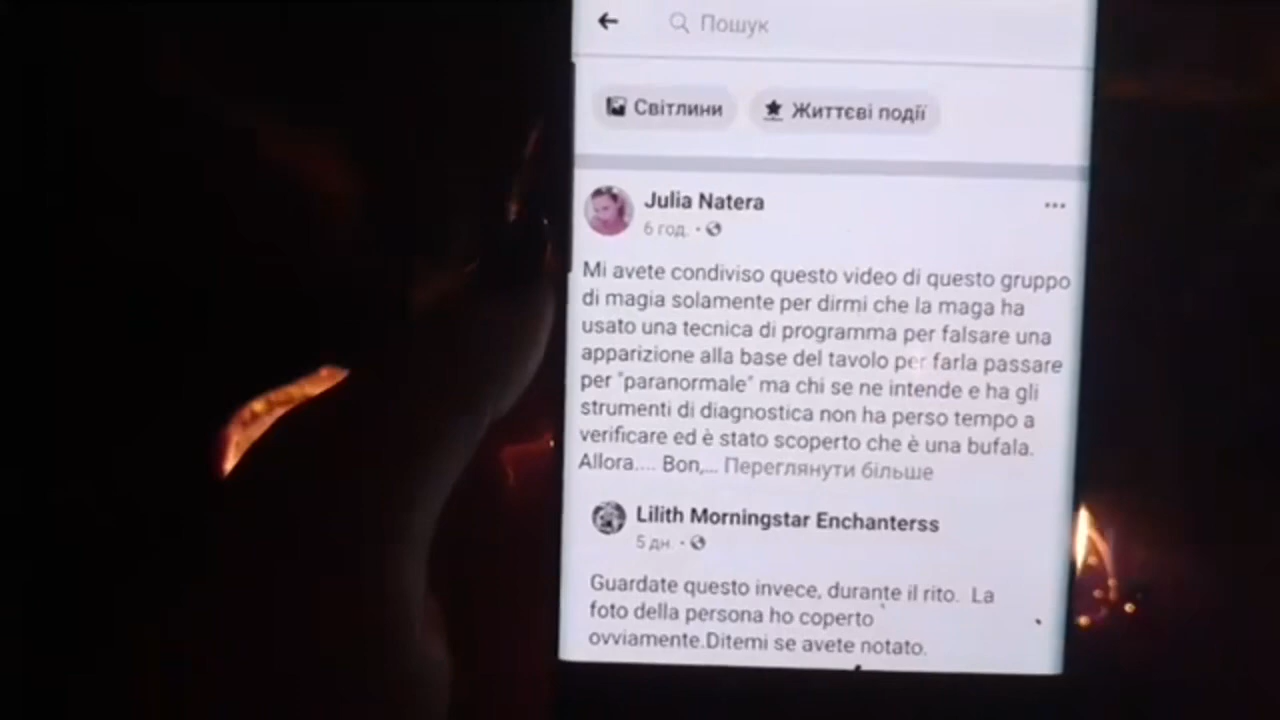 Пошук
Світлини
Життєві події
Julia Natera
6 год.
Mi avete condiviso questo video di questo gruppo
di magia solamente per dirmi che la maga ha
usato una tecnica di programma per falsare una
apparizione alla base del tavolo per farla passare
per "paranormale" ma chi se ne intende e ha gli
strumenti di diagnostica non ha perso tempo a
verificare ed è stato scoperto che è una bufala.
Allora.... Bon,... Переглянути більше
Lilith Morningstar Enchanterss
5 дн.
Guardate questo invece, durante il rito. La
foto della persona ho coperto
ovviamente.Ditemi se avete notato.